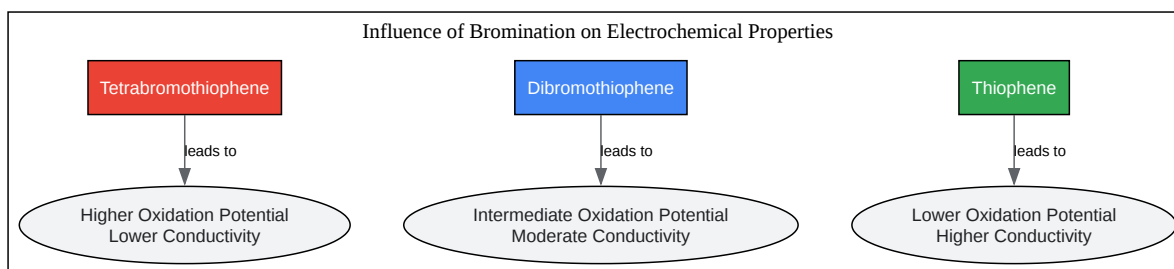 Influence of Bromination on Electrochemical Properties
Tetrabromothiophene
Dibromothiophene
Thiophene
leads to
leads to
leads to
Higher Oxidation Potential
Lower Conductivity
Intermediate Oxidation Potential
Moderate Conductivity
Lower Oxidation Potential
Higher Conductivity